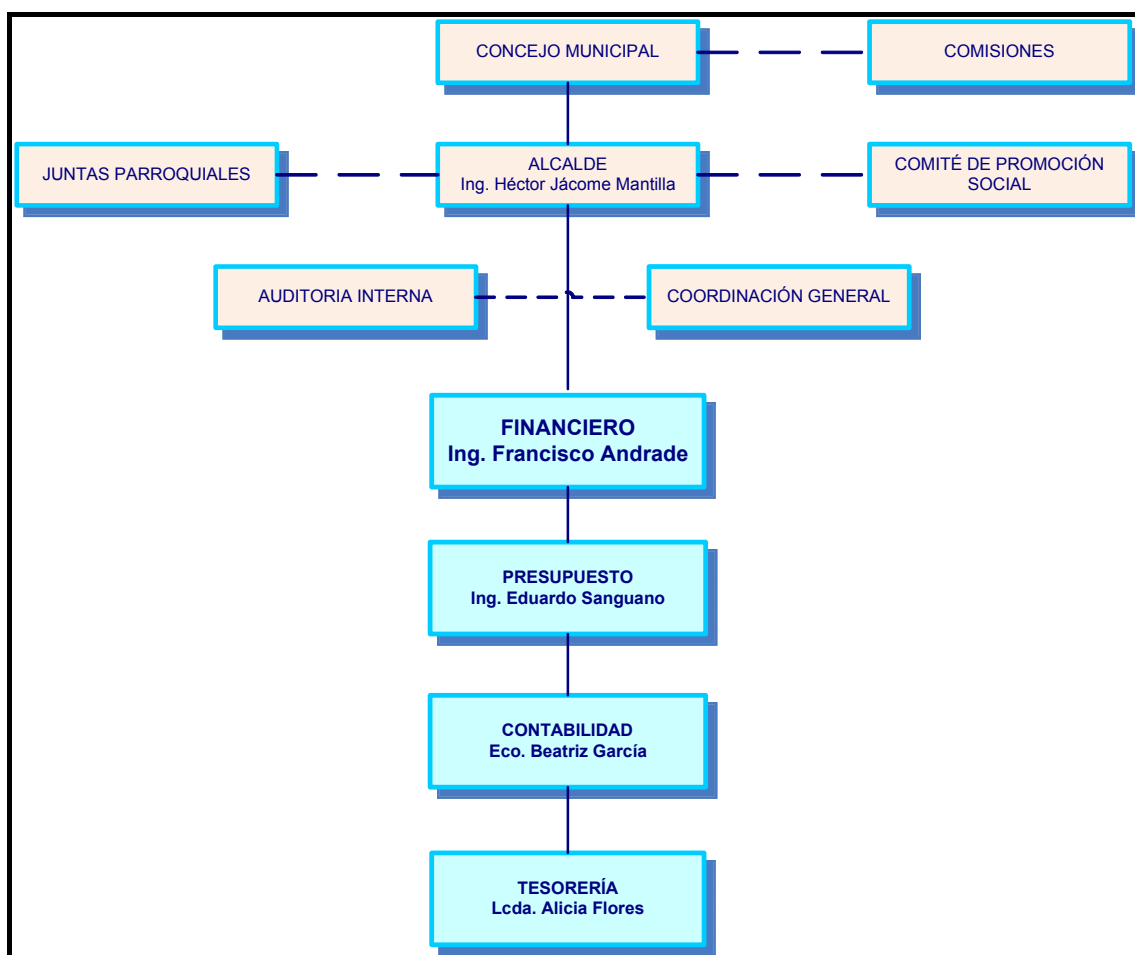 CONCEJO MUNICIPAL
COMISIONES
JUNTAS PARROQUIALES
ALCALDE
Ing. Héctor Jácome Mantilla
COMITÉ DE PROMOCIÓN
SOCIAL
AUDITORIA INTERNA
COORDINACIÓN GENERAL
FINANCIERO
Ing. Francisco Andrade
PRESUPUESTO
Ing. Eduardo Sanguano
CONTABILIDAD
Eco. Beatriz García
TESORERÍA
Lcda. Alicia Flores